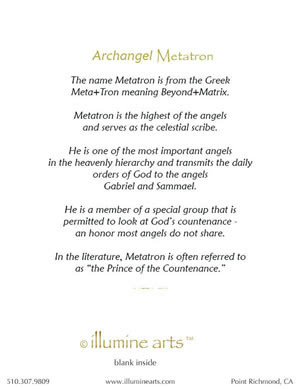 Archangel Metatron
The name Metatron is from the Greek
Meta+Tron meaning Beyond+Matrix.
Metatron is the highest of the angels
and serves as the celestial scribe.
He is one of the most important angels
in the heavenly hierarchy and transmits the daily
orders of God to the angels
Gabriel and Sammael.
He is a member of a special group that is
permitted to look at God's countenance -
an honor most angels do not share.
In the literature, Metatron is often referred to
as “the Prince of the Countenance.”
© illumine arts™
blank inside
510.307.9809 www.illuminearts.com Point Richmond, CA